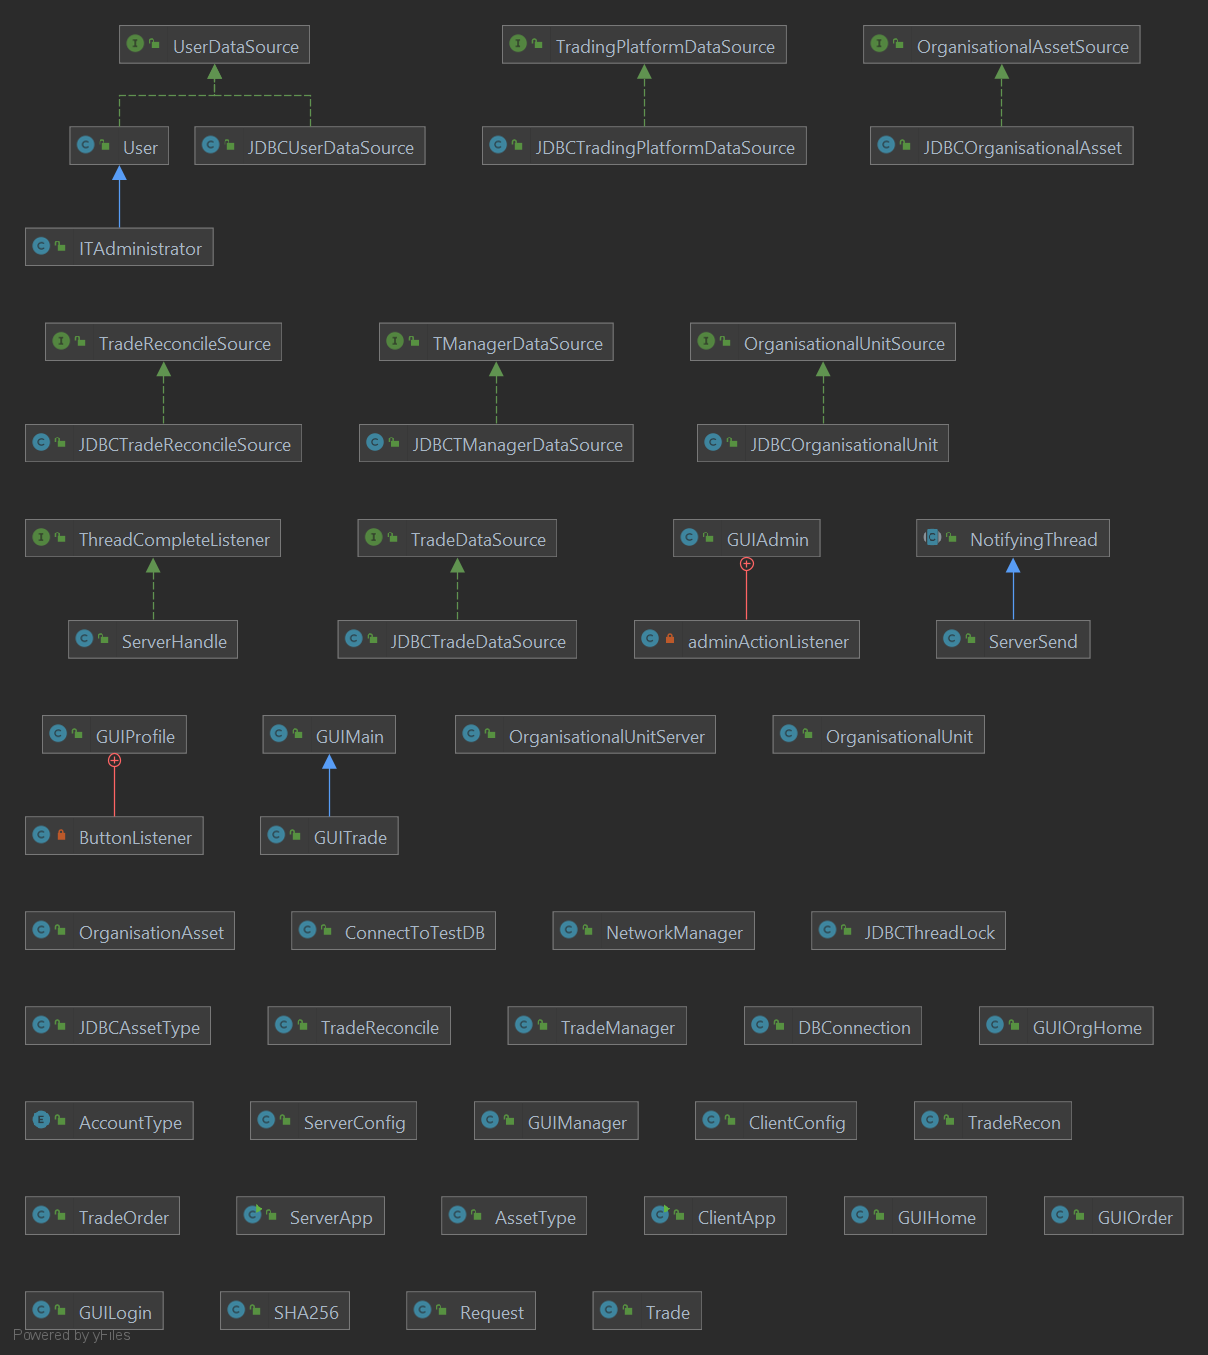 UserDataSource
TradingPlatformDataSource
OrganisationalAssetSource
User
JDBCUserDataSource
JDBCTradingPlatformDataSource
JDBCOrganisationalAsset
ITAdministrator
TradeReconcileSource
TManagerDataSource
OrganisationalUnitSource
JDBCTradeReconcileSource
JDBCTManagerDataSource
JDBCOrganisationalUnit
ThreadCompleteListener
TradeDataSource
GUIAdmin
NotifyingThread
ServerHandle
JDBCTradeDataSource
adminActionListener
ServerSend
GUIProfile
GUIMain
OrganisationalUnitServer
OrganisationalUnit
ButtonListener
GUITrade
OrganisationAsset
ConnectToTestDB
NetworkManager
JDBCThreadLock
JDBCAssetType
TradeReconcile
TradeManager
DBConnection
GUIOrgHome
AccountType
ServerConfig
GUIManager
ClientConfig
TradeRecon
TradeOrder
ServerApp
AssetType
ClientApp
GUIHome
GUIOrder
GUILogin
SHA256
Request
Trade
Powered by yFiles